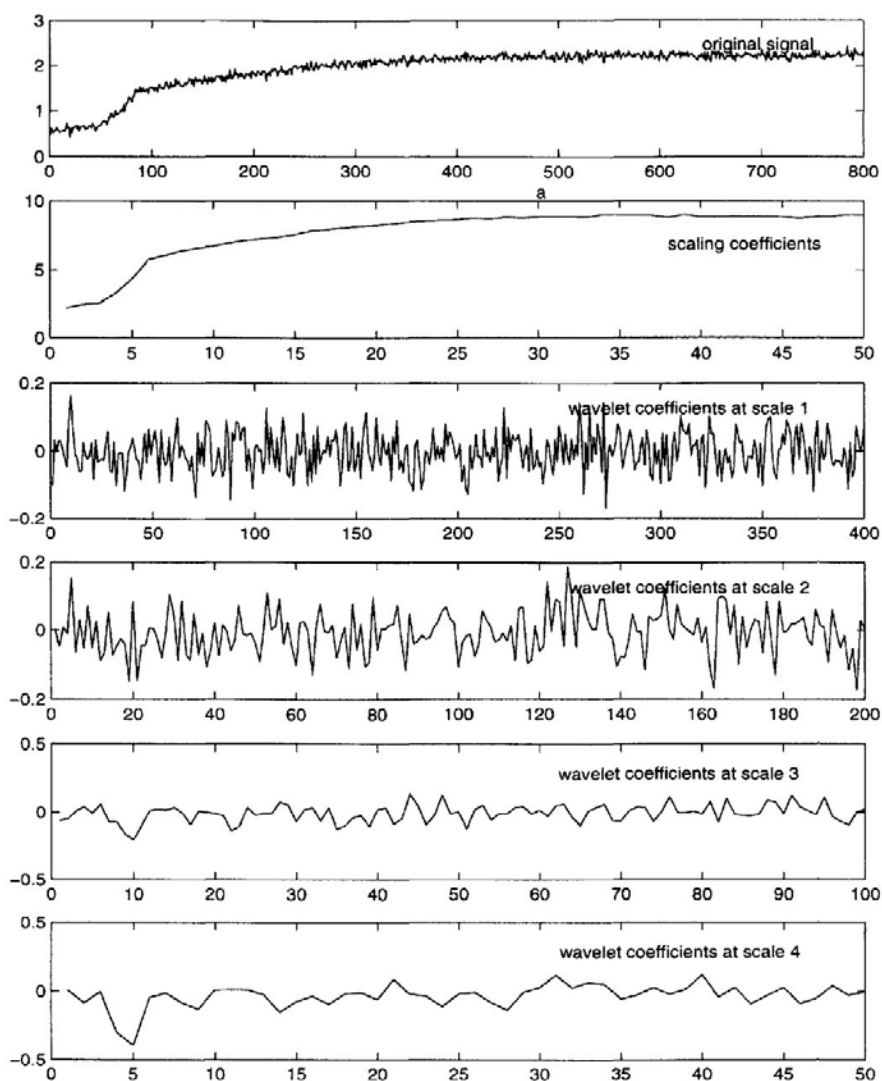 3
original signal
2
1
0
0 100 200 300 400 500 600 700 800
a
10
scaling coefficients
5
0
0 5 10 15 20 25 30 35 40 45 50
0.2
wavelet coefficients at scale 1
0
−0.2
0 50 100 150 200 250 300 350 400
0.2
wavelet coefficients at scale 2
0
−0.2
0 20 40 60 80 100 120 140 160 180 200
0.5
wavelet coefficients at scale 3
0
−0.5
0 10 20 30 40 50 60 70 80 90 100
0.5
wavelet coefficients at scale 4
0
−0.5
0 5 10 15 20 25 30 35 40 45 50